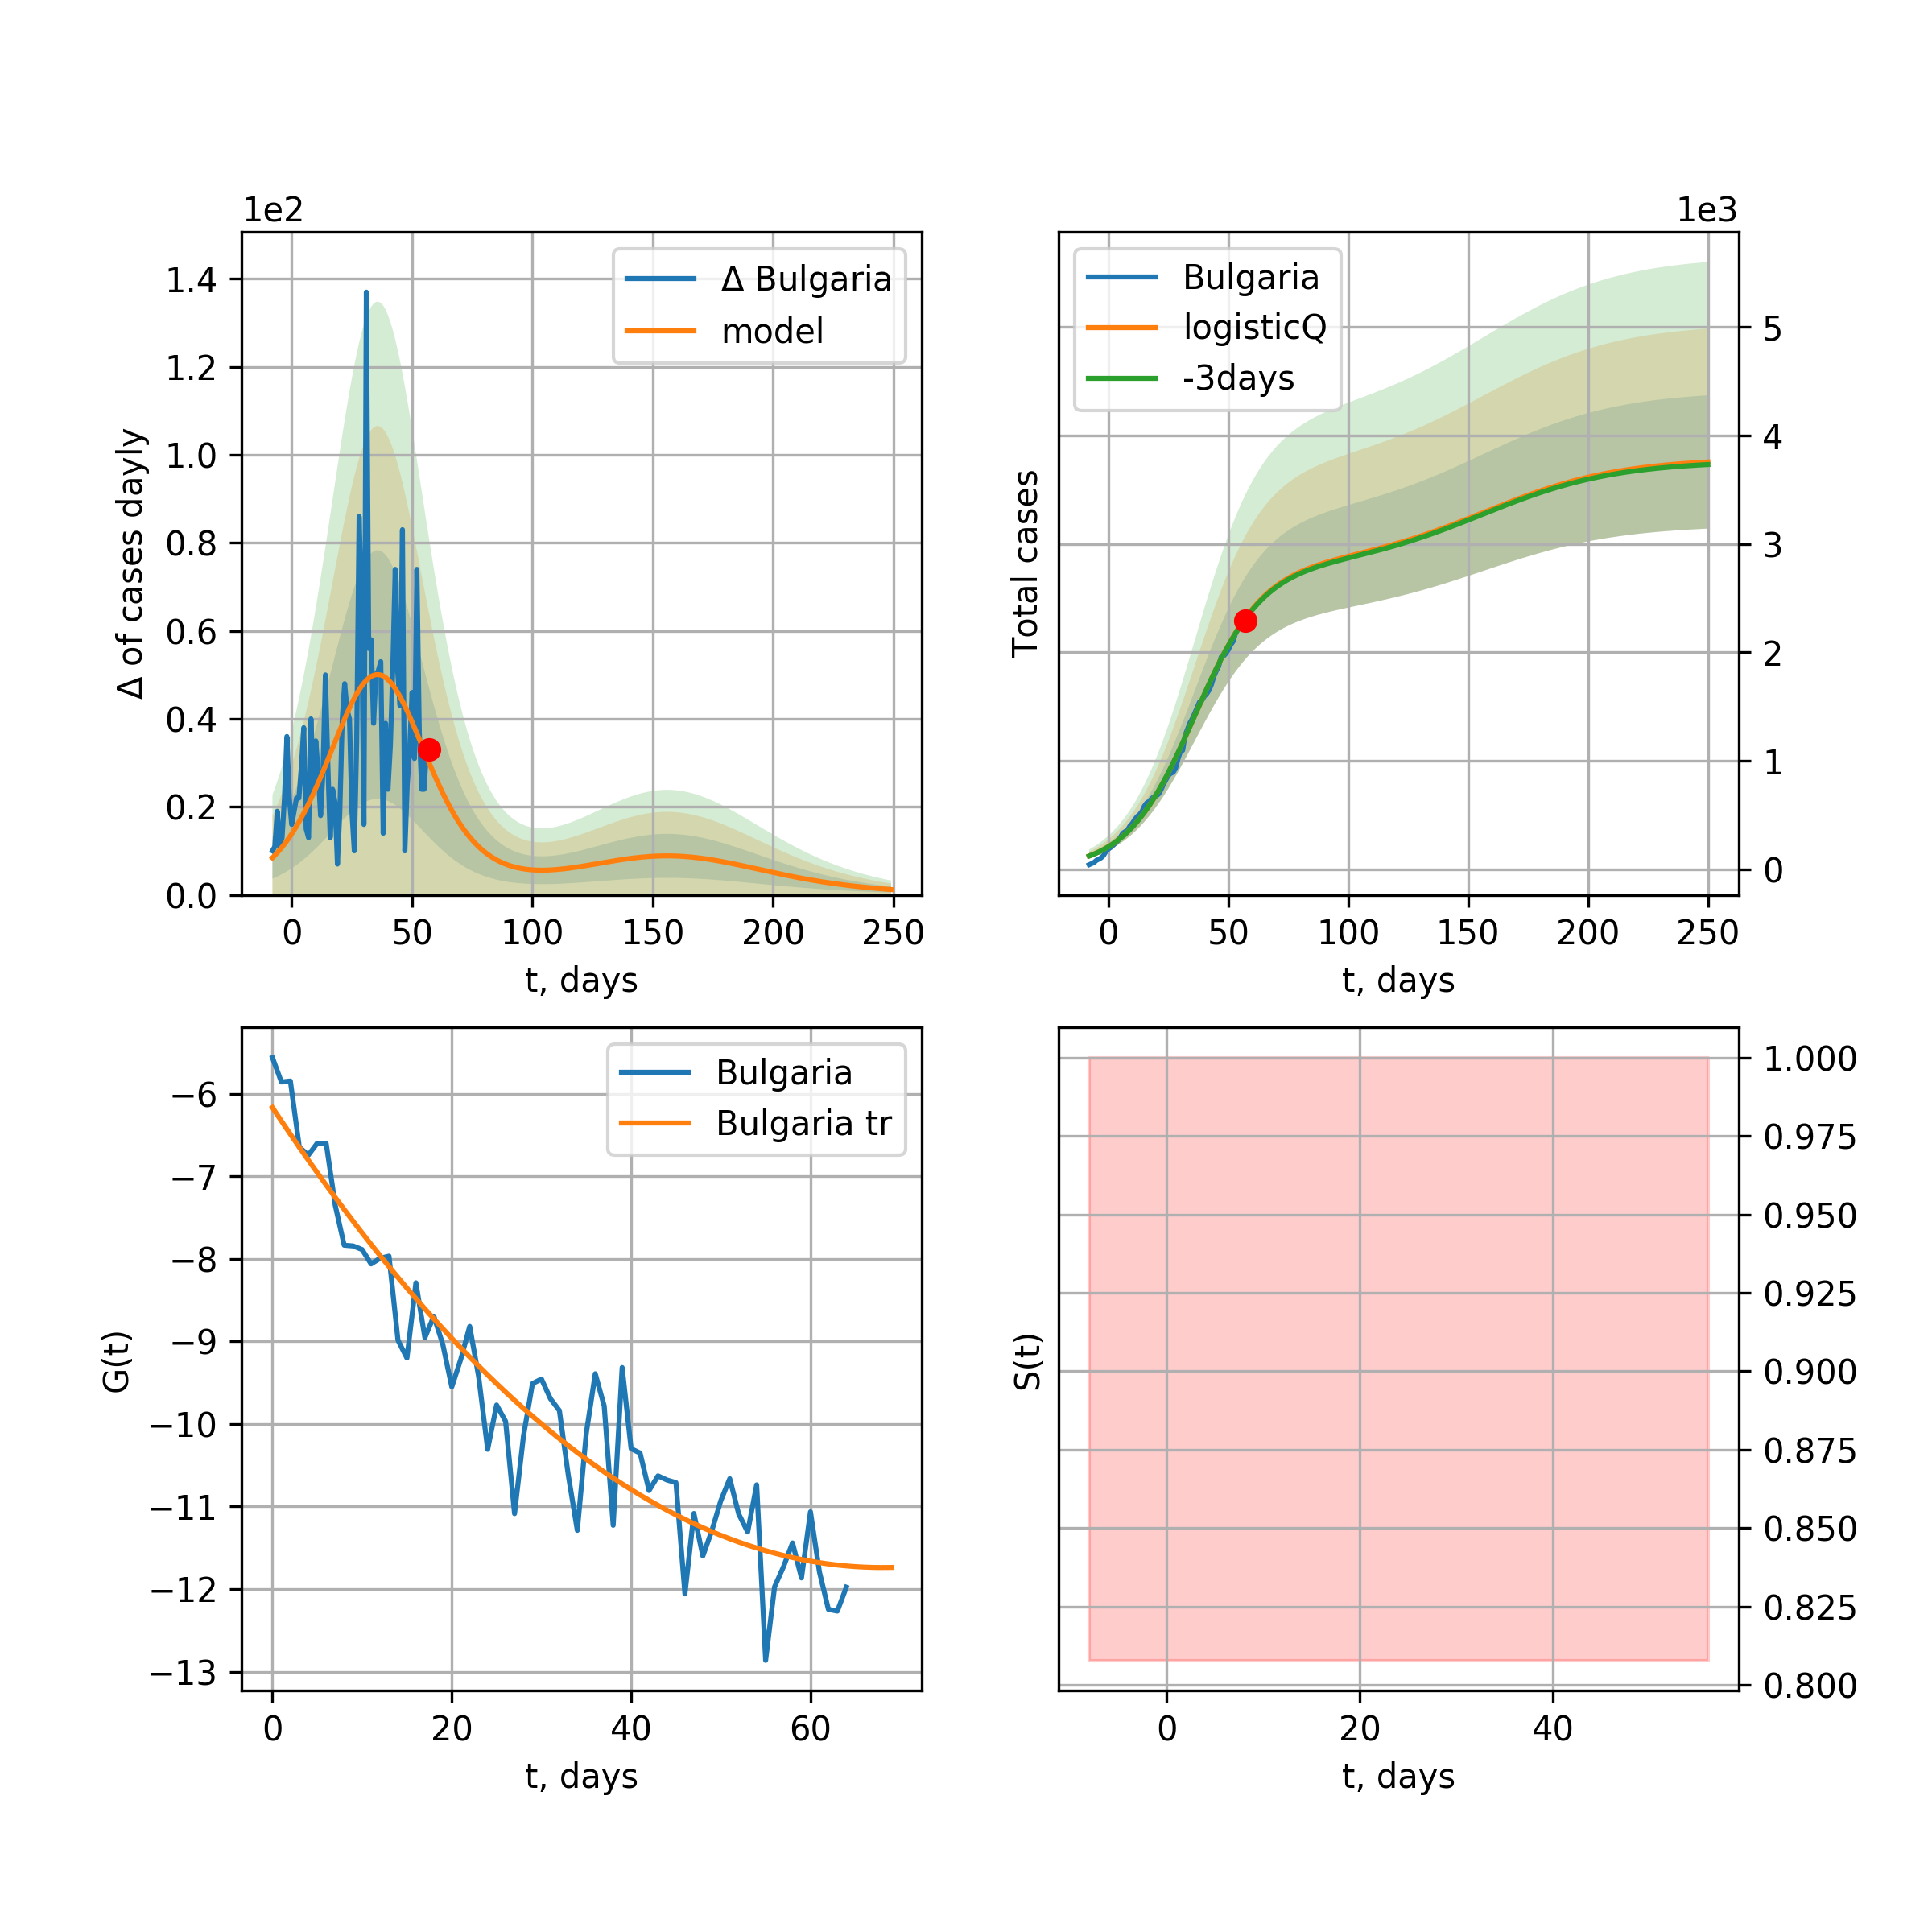 1e2
Δ of cases dayly
1.4
1.2
1.0
0.8
0.6
0.4
0.2
0.0
Δ Bulgaria
model
0 50 100 150 200 250
t, days
1e3
Total cases
Bulgaria
logisticQ
-3days
5
4
3
2
1
0
0 50 100 150 200 250
t, days
G(t)
−6
−7
−8
−9
−10
−11
−12
−13
Bulgaria
Bulgaria tr
0 20 40 60
t, days
S(t)
1.000
0.975
0.950
0.925
0.900
0.875
0.850
0.825
0.800
0 20 40
t, days